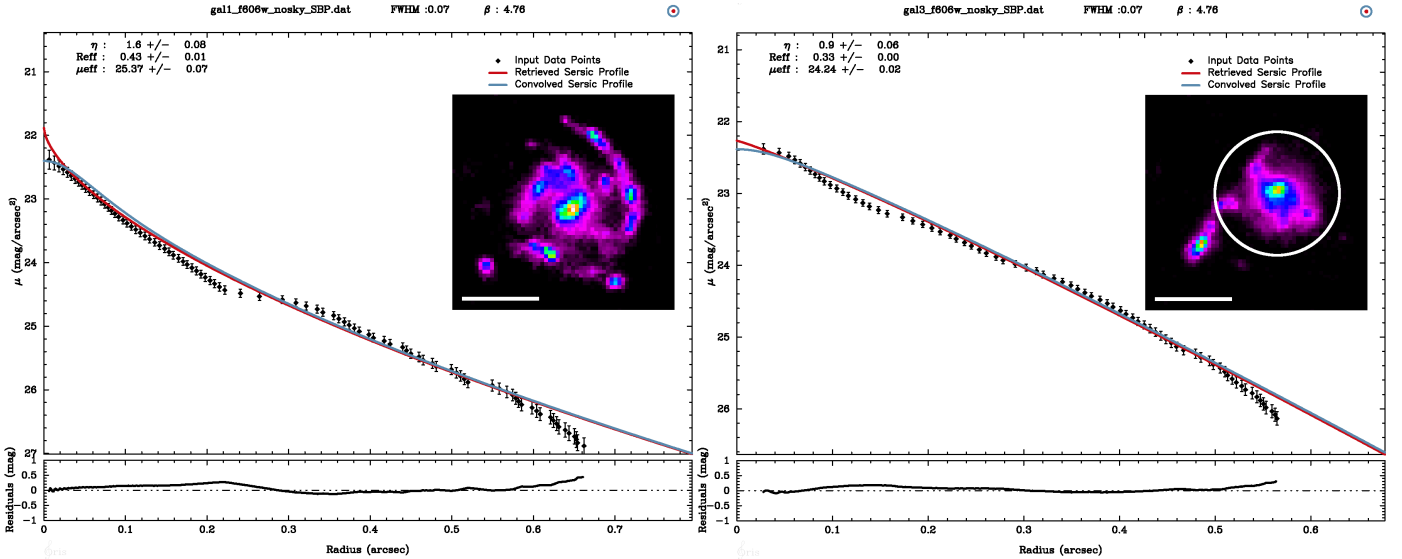 gal1_f606w_nosky_SBP.dat FWHM :0.07 β : 4.76
η : 1.6 +/− 0.08
Reff : 0.43 +/− 0.01
μeff : 25.37 +/− 0.07
Input Data Points
Retrieved Sersic Profile
Convolved Sersic Profile
μ (mag/arcsec²)
21
22
23
24
25
26
27
Residuals (mag)
1
0.5
0
−0.5
−1
0 0.1 0.2 0.3 0.4 0.5 0.6 0.7
Radius (arcsec)
gal3_f606w_nosky_SBP.dat FWHM :0.07 β : 4.76
η : 0.9 +/− 0.06
Reff : 0.33 +/− 0.00
μeff : 24.24 +/− 0.02
Input Data Points
Retrieved Sersic Profile
Convolved Sersic Profile
μ (mag/arcsec²)
21
22
23
24
25
26
Residuals (mag)
1
0.5
0
−0.5
−1
0 0.1 0.2 0.3 0.4 0.5 0.6
Radius (arcsec)